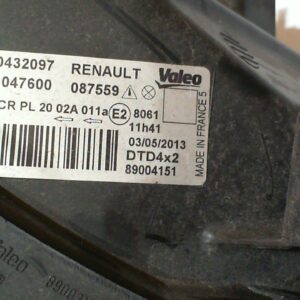 0432097 RENAULT Valeo
047600 087559
CR PL 20 02A 011a E2 8061
11h41
03/05/2013
DTD4x2
89004151
MADE IN FRANCE 5
Valeo